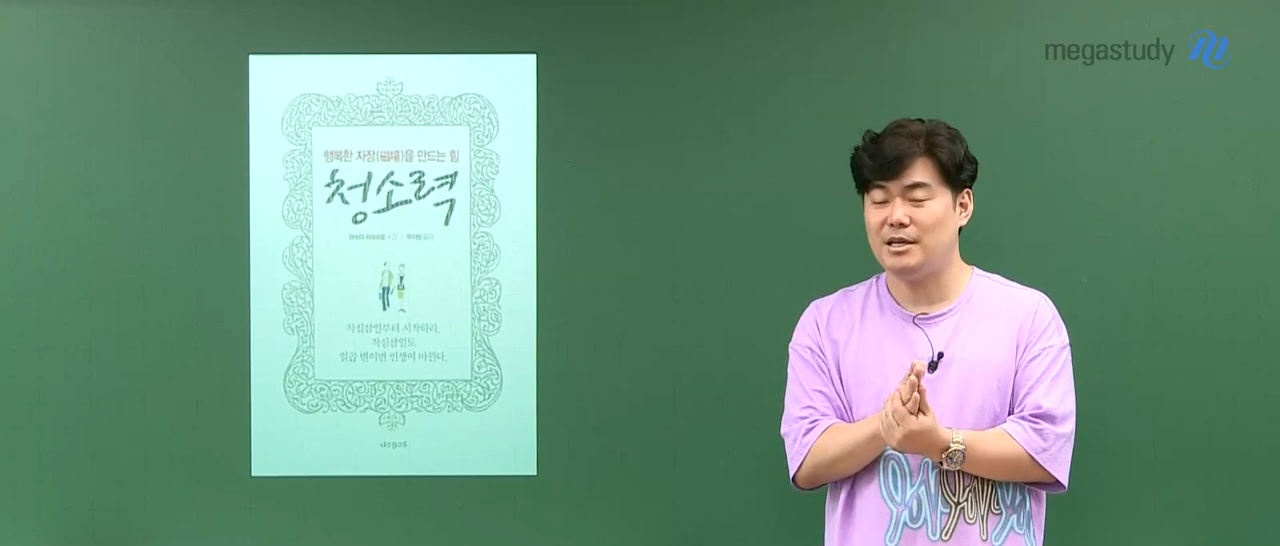 megastudy
행복한 자장(磁場)을 만드는 힘
청소력
작심삼일부터 시작하라.
작심삼일도
일곱 번이면 인생이 바뀐다.